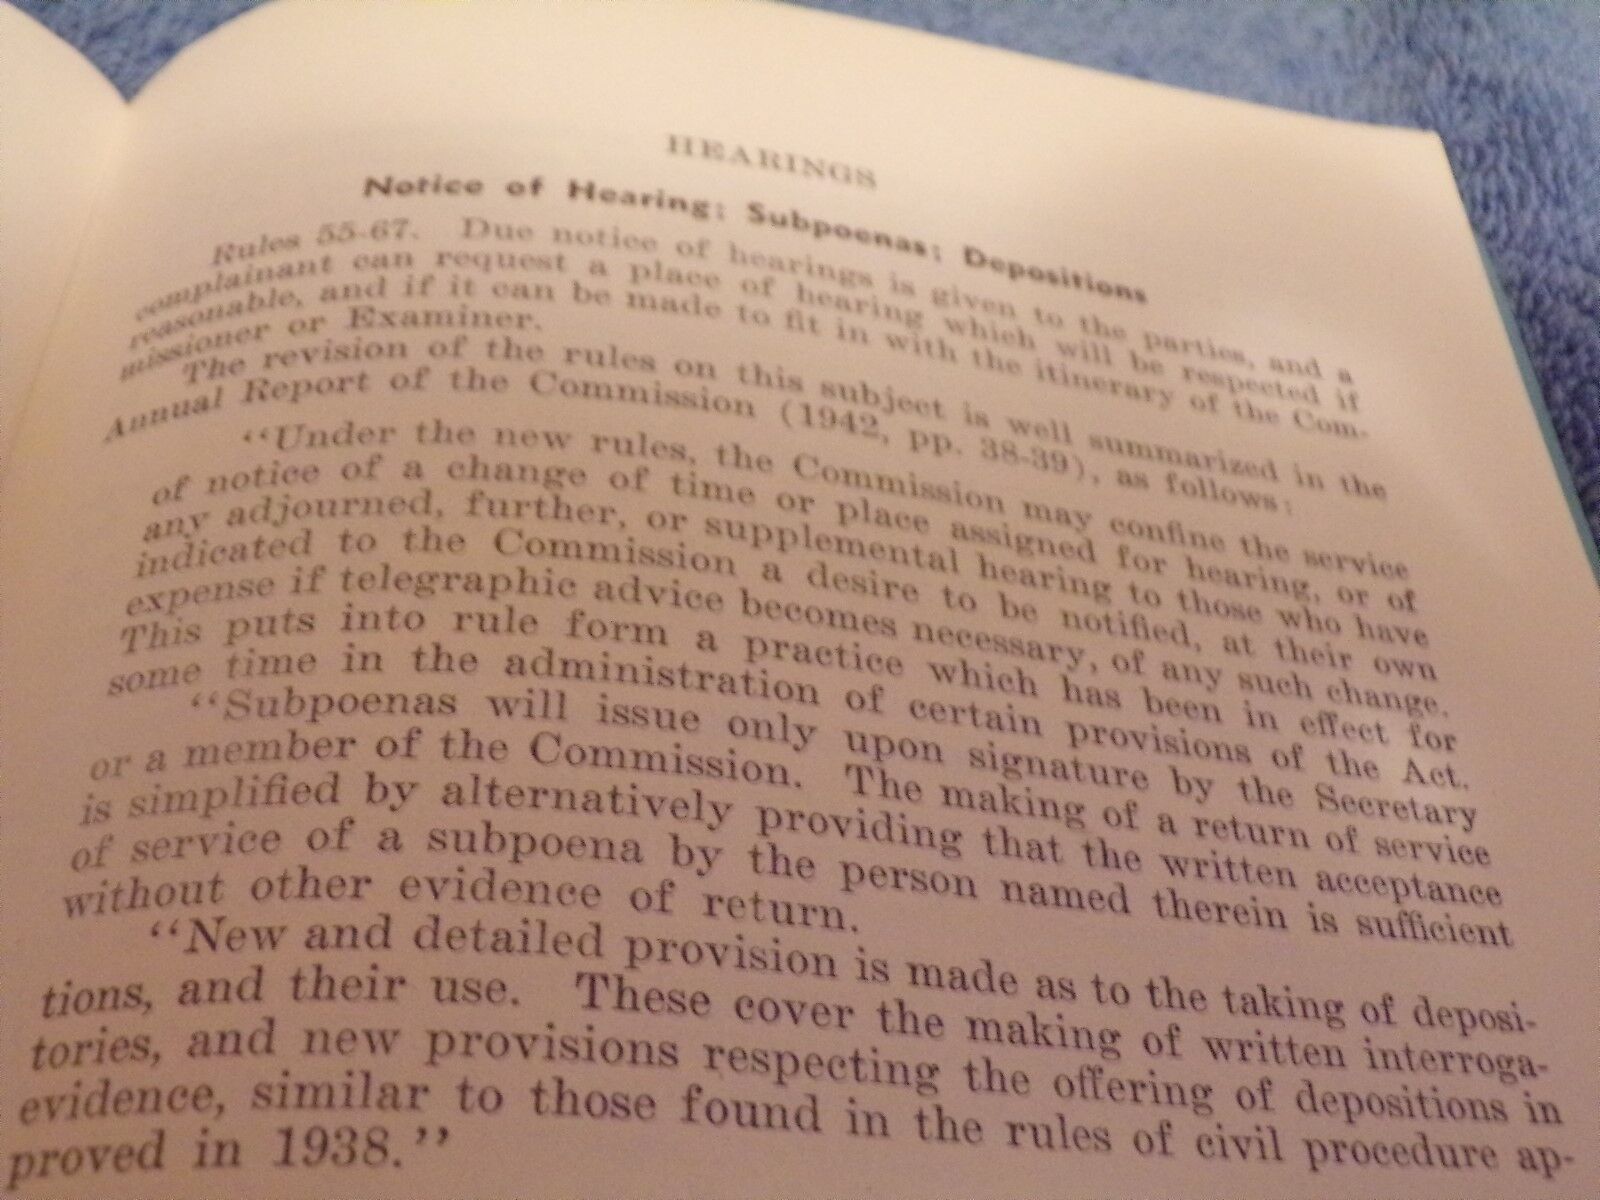 HEARINGS
Notice of Hearing; Subpoenas; Depositions
Rules 55-67. Due notice of hearings is given to the parties, and a
complainant can request a place of hearing which will be respected if
reasonable, and if it can be made to fit in with the itinerary of the Com-
missioner or Examiner.
The revision of the rules on this subject is well summarized in the
Annual Report of the Commission (1942, pp. 38-39), as follows:
“Under the new rules, the Commission may confine the service
of notice of a change of time or place assigned for hearing, or of
any adjourned, further, or supplemental hearing to those who have
indicated to the Commission a desire to be notified, at their own
expense if telegraphic advice becomes necessary, of any such change.
This puts into rule form a practice which has been in effect for
some time in the administration of certain provisions of the Act.
“Subpoenas will issue only upon signature by the Secretary
or a member of the Commission. The making of a return of service
is simplified by alternatively providing that the written acceptance
of service of a subpoena by the person named therein is sufficient
without other evidence of return.
“New and detailed provision is made as to the taking of deposi-
tions, and their use. These cover the making of written interroga-
tories, and new provisions respecting the offering of depositions in
evidence, similar to those found in the rules of civil procedure ap-
proved in 1938.”